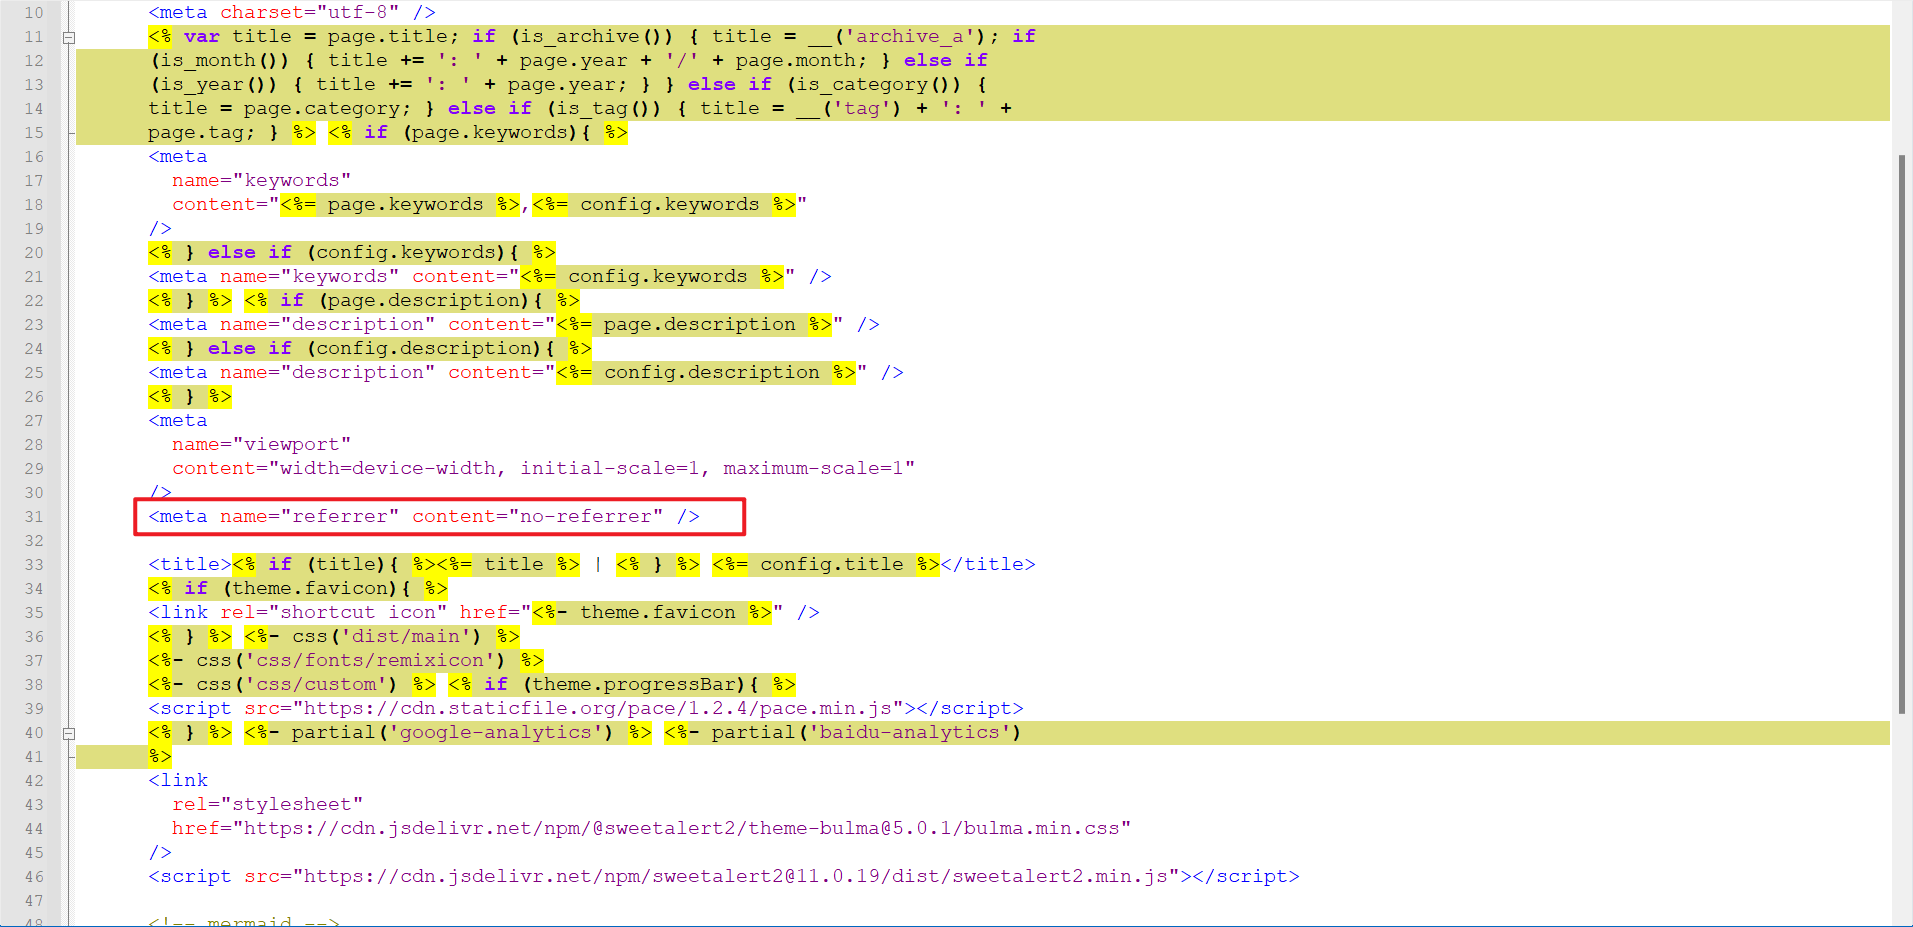 10 <meta charset="utf-8" />
11 <% var title = page.title; if (is_archive()) { title = __('archive_a'); if
12 (is_month()) { title += ': ' + page.year + '/' + page.month; } else if
13 (is_year()) { title += ': ' + page.year; } } else if (is_category()) {
14 title = page.category; } else if (is_tag()) { title = __('tag') + ': ' +
15 page.tag; } %> <% if (page.keywords){ %>
16 <meta
17 name="keywords"
18 content="<%= page.keywords %>,<%= config.keywords %>"
19 />
20 <% } else if (config.keywords){ %>
21 <meta name="keywords" content="<%= config.keywords %>" />
22 <% } %> <% if (page.description){ %>
23 <meta name="description" content="<%= page.description %>" />
24 <% } else if (config.description){ %>
25 <meta name="description" content="<%= config.description %>" />
26 <% } %>
27 <meta
28 name="viewport"
29 content="width=device-width, initial-scale=1, maximum-scale=1"
30 />
31 <meta name="referrer" content="no-referrer" />
32
33 <title><% if (title){ %><%= title %> | <% } %> <%= config.title %></title>
34 <% if (theme.favicon){ %>
35 <link rel="shortcut icon" href="<%- theme.favicon %>" />
36 <% } %> <%- css('dist/main') %>
37 <%- css('css/fonts/remixicon') %>
38 <%- css('css/custom') %> <% if (theme.progressBar){ %>
39 <script src="https://cdn.staticfile.org/pace/1.2.4/pace.min.js"></script>
40 <% } %> <%- partial('google-analytics') %> <%- partial('baidu-analytics')
41 %>
42 <link
43 rel="stylesheet"
44 href="https://cdn.jsdelivr.net/npm/@sweetalert2/theme-bulma@5.0.1/bulma.min.css"
45 />
46 <script src="https://cdn.jsdelivr.net/npm/sweetalert2@11.0.19/dist/sweetalert2.min.js"></script>
47
48 <!-- mermaid -->